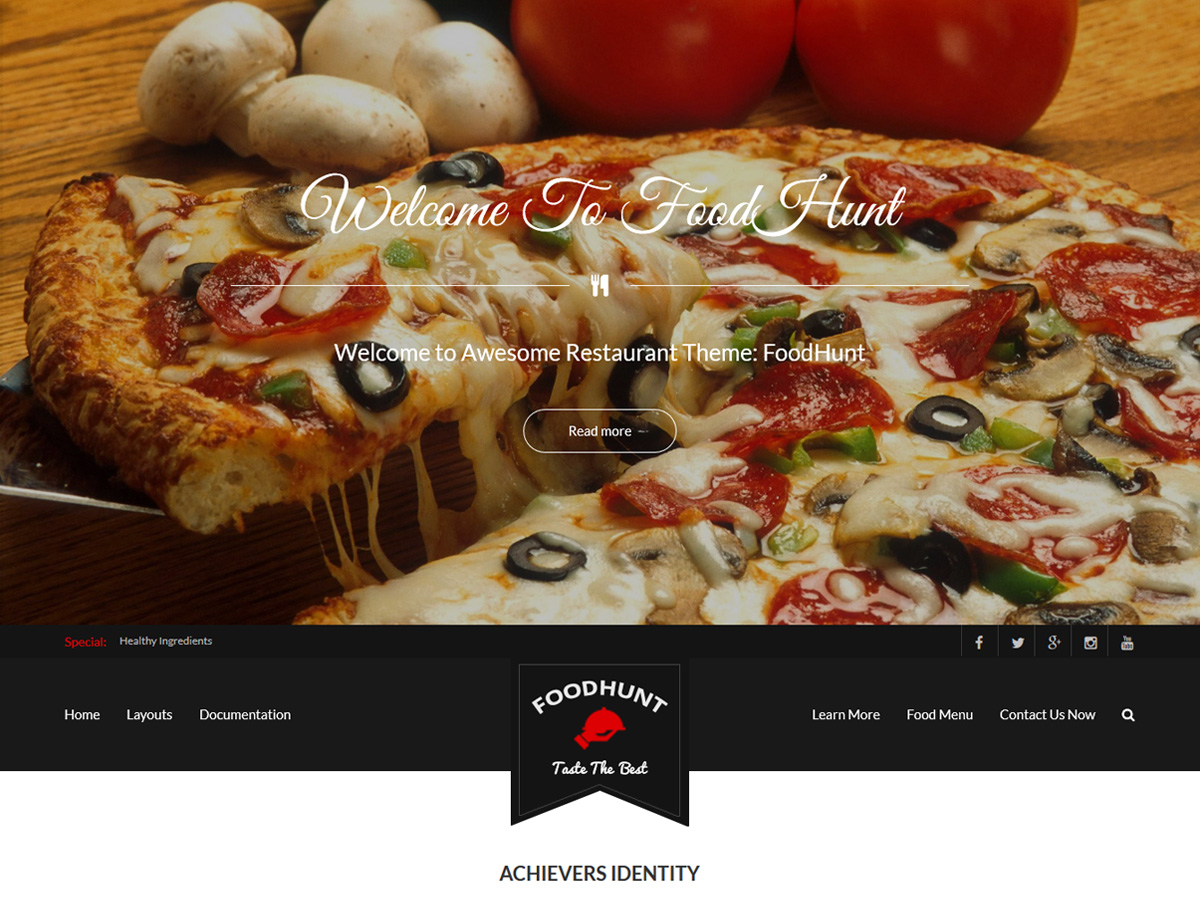 Welcome To Food Hunt
Welcome to Awesome Restaurant Theme: FoodHunt
Read more
Special: Healthy Ingredients
Home Layouts Documentation
FOODHUNT
Taste The Best
Learn More Food Menu Contact Us Now
ACHIEVERS IDENTITY